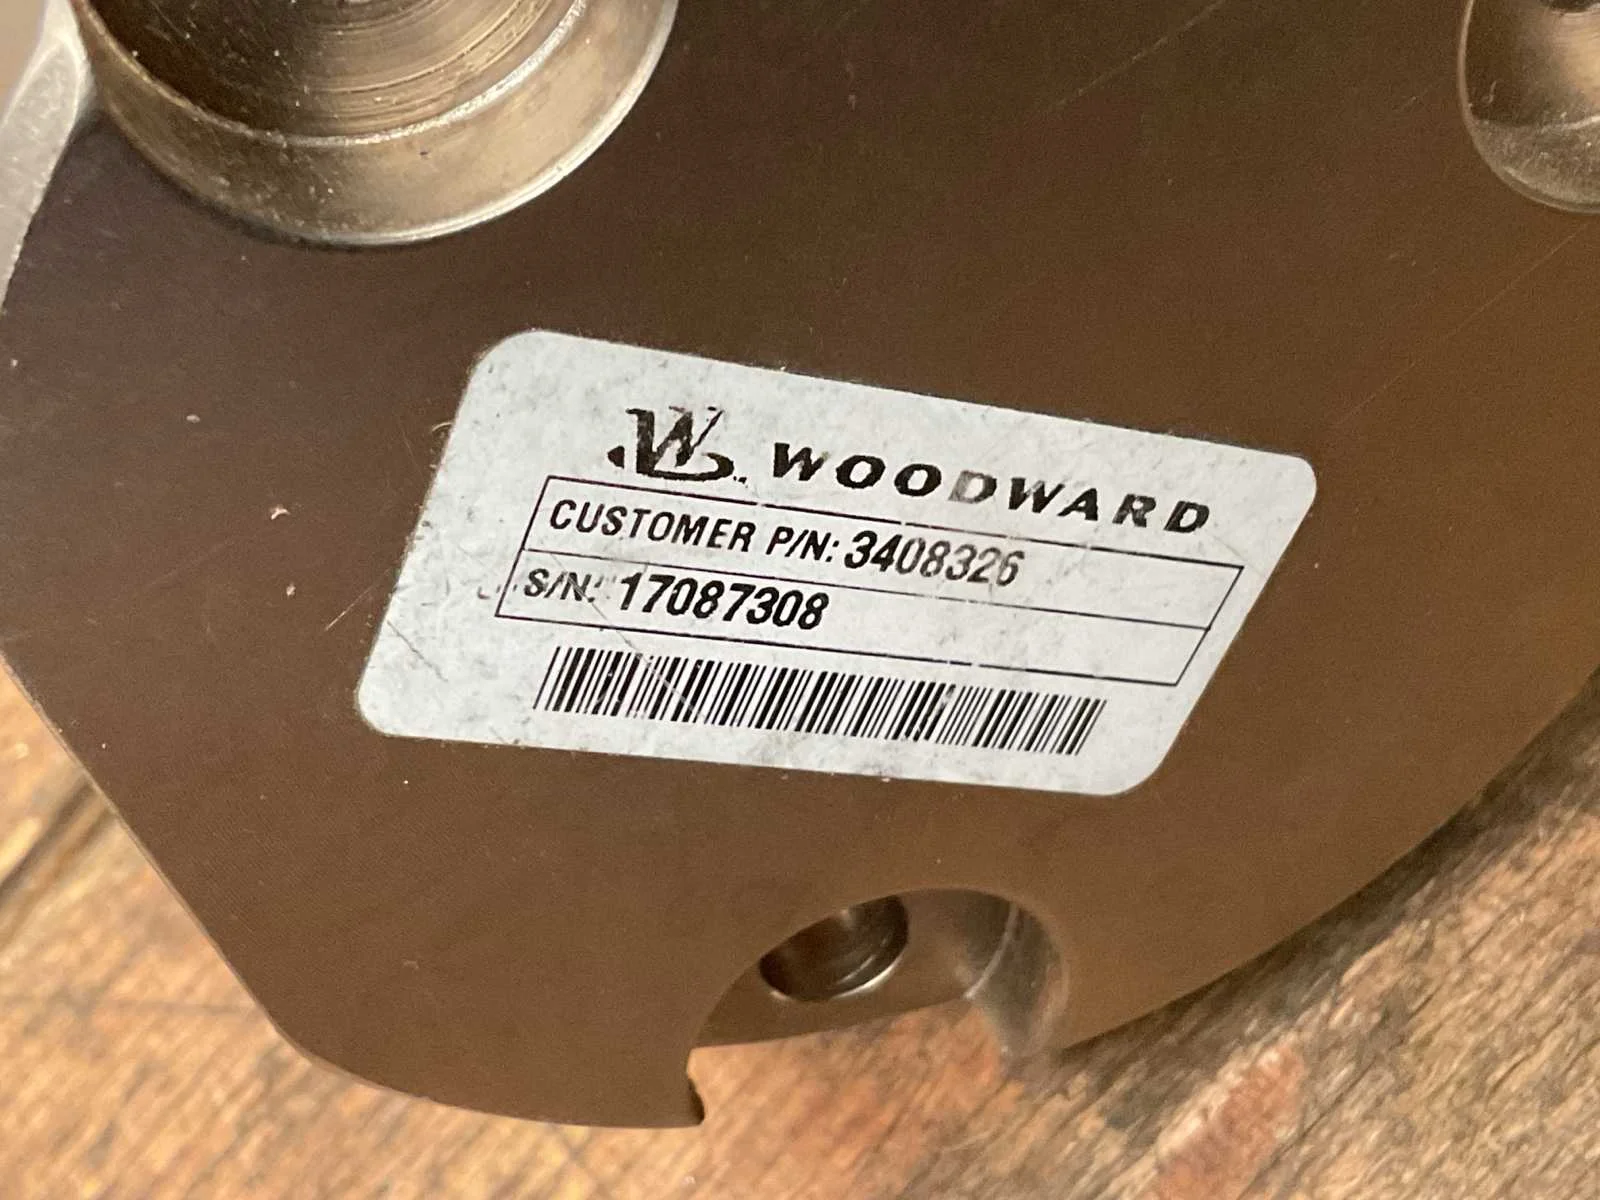 W WOODWARD
CUSTOMER P/N: 3408326
S/N: 17087308